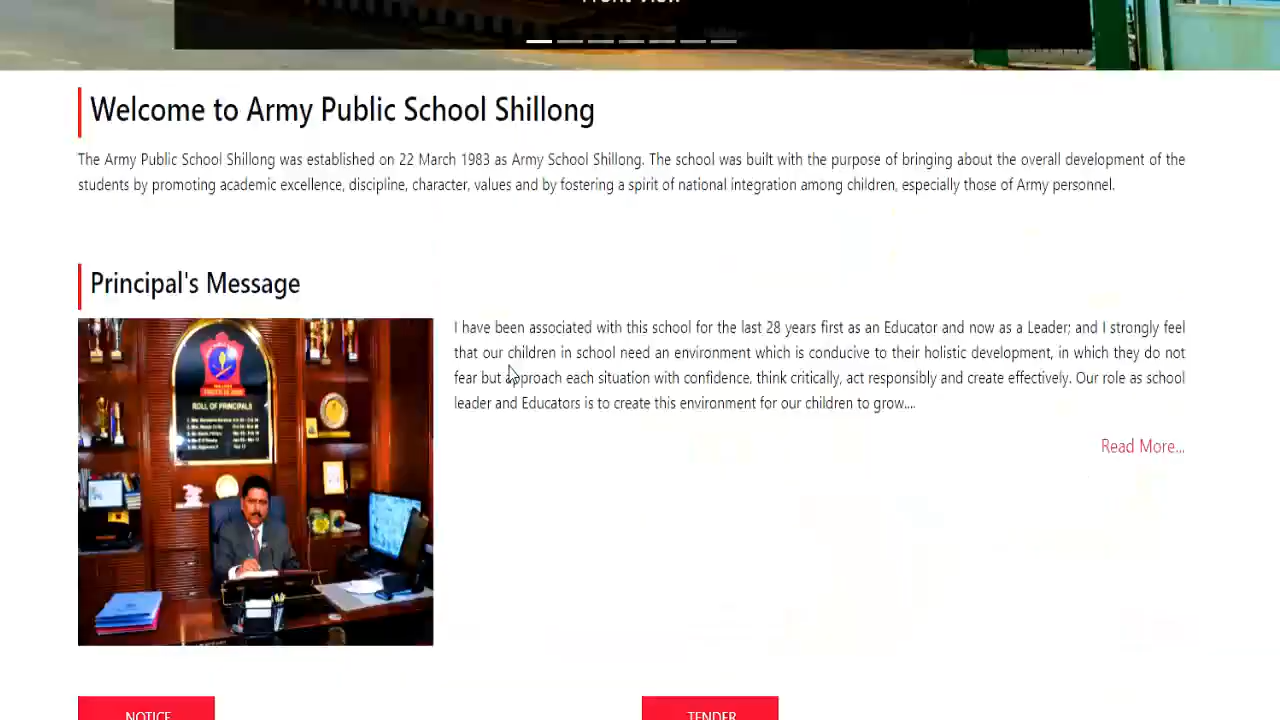 Welcome to Army Public School Shillong
The Army Public School Shillong was established on 22 March 1983 as Army School Shillong. The school was built with the purpose of bringing about the overall development of the
students by promoting academic excellence, discipline, character, values and by fostering a spirit of national integration among children, especially those of Army personnel.
Principal's Message
I have been associated with this school for the last 28 years first as an Educator and now as a Leader; and I strongly feel
that our children in school need an environment which is conducive to their holistic development, in which they do not
fear but approach each situation with confidence, think critically, act responsibly and create effectively. Our role as school
leader and Educators is to create this environment for our children to grow....
ROLL OF PRINCIPALS
Read More...
NOTICE
TENDER